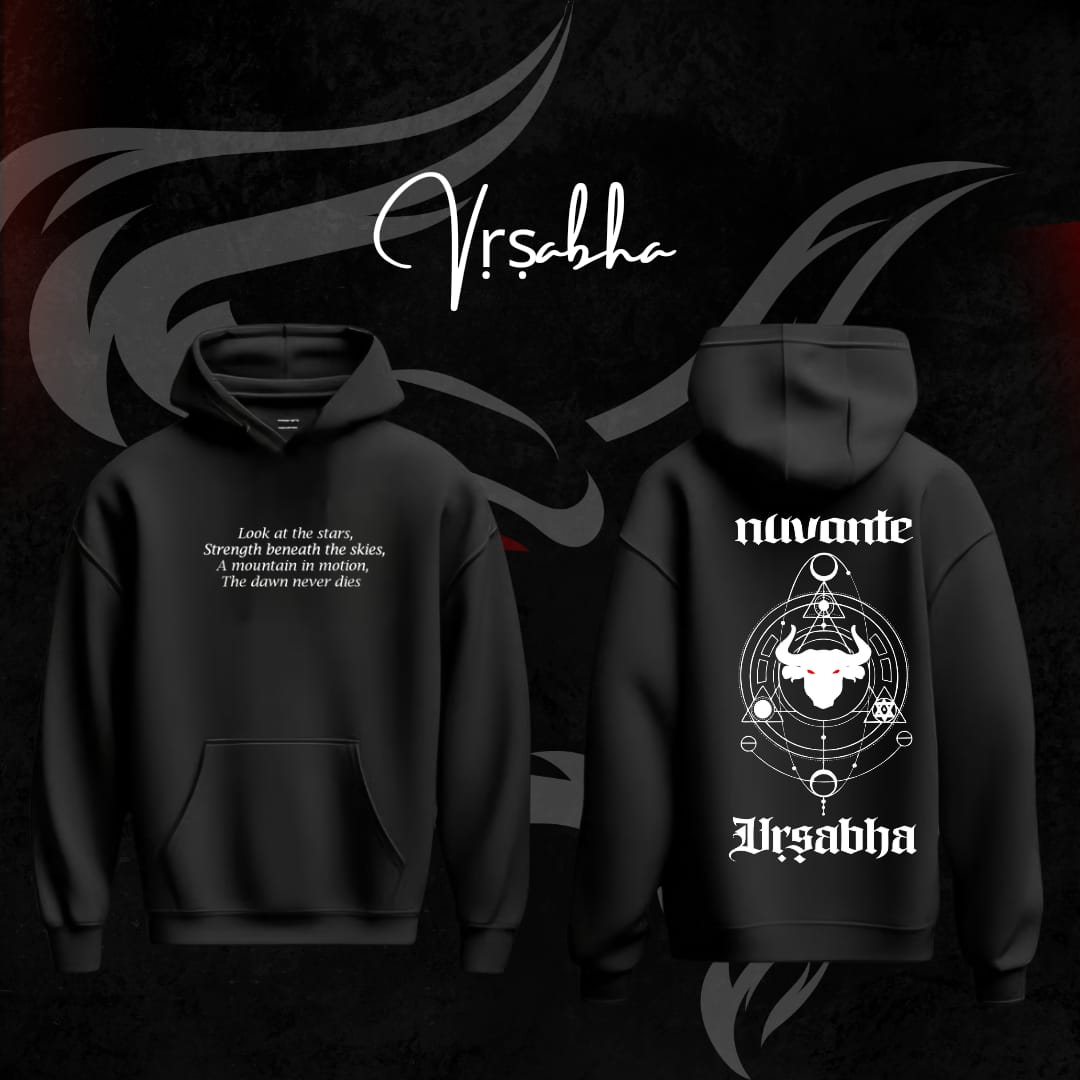 Vṛṣabha
Look at the stars,
Strength beneath the skies,
A mountain in motion,
The dawn never dies
nuvante
Vṛṣabha